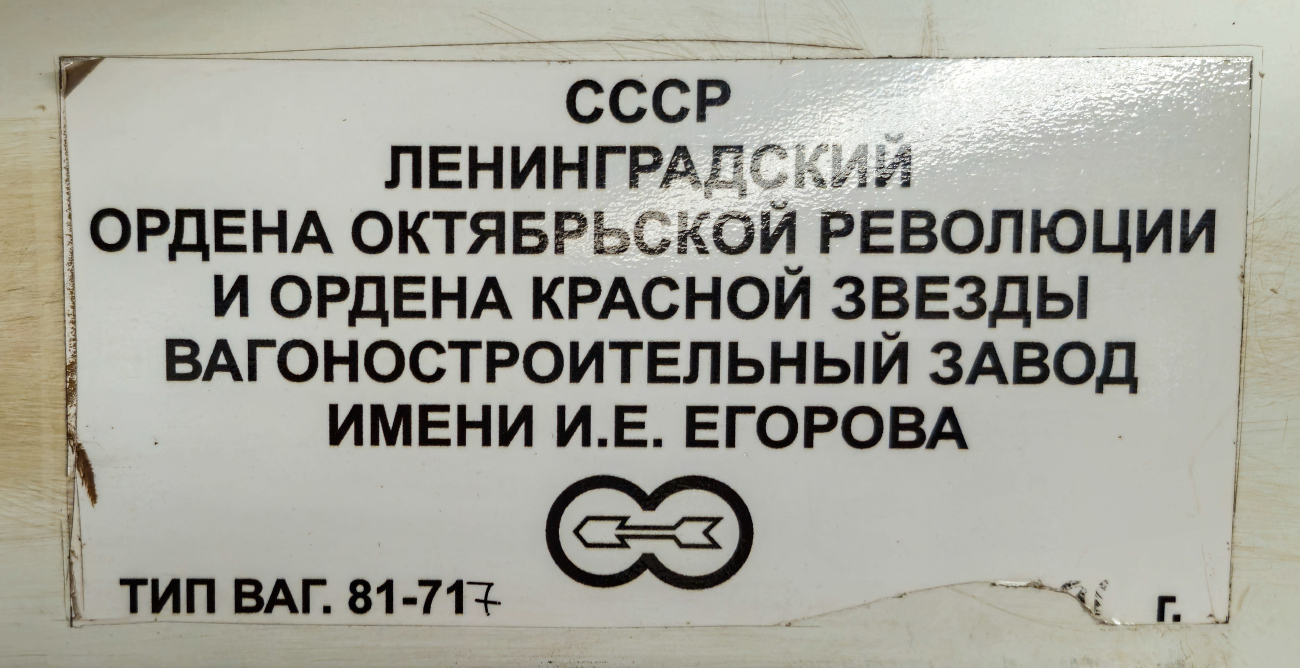 СССР
ЛЕНИНГРАДСКИЙ
ОРДЕНА ОКТЯБРЬСКОЙ РЕВОЛЮЦИИ
И ОРДЕНА КРАСНОЙ ЗВЕЗДЫ
ВАГОНОСТРОИТЕЛЬНЫЙ ЗАВОД
ИМЕНИ И.Е. ЕГОРОВА
ТИП ВАГ. 81-717 г.